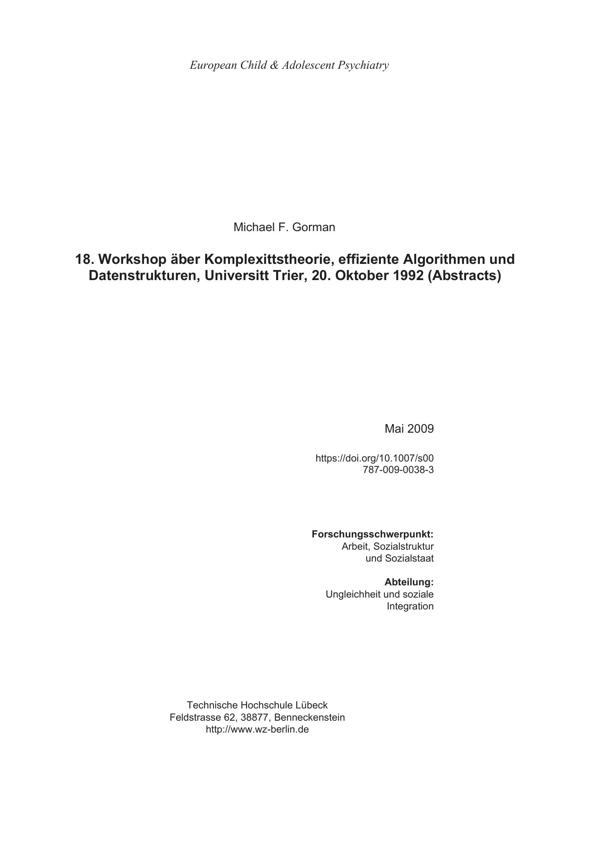 European Child & Adolescent Psychiatry
Michael F. Gorman
18. Workshop äber Komplexittstheorie, effiziente Algorithmen und
Datenstrukturen, Universitt Trier, 20. Oktober 1992 (Abstracts)
Mai 2009
https://doi.org/10.1007/s00
787-009-0038-3
Forschungsschwerpunkt:
Arbeit, Sozialstruktur
und Sozialstaat
Abteilung:
Ungleichheit und soziale
Integration
Technische Hochschule Lübeck
Feldstrasse 62, 38877, Benneckenstein
http://www.wz-berlin.de